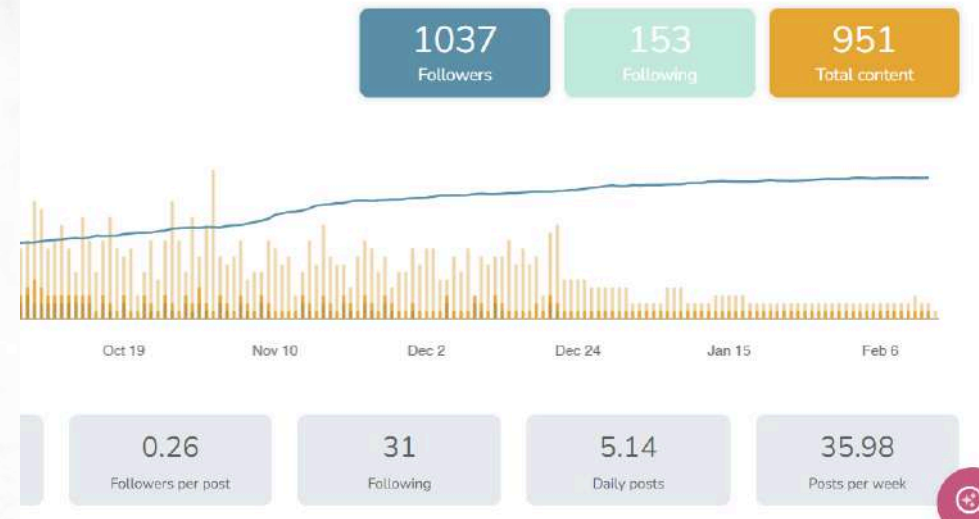 1037
Followers
153
Following
951
Total content
Oct 19 Nov 10 Dec 2 Dec 24 Jan 15 Feb 6
0.26
Followers per post
31
Following
5.14
Daily posts
35.98
Posts per week